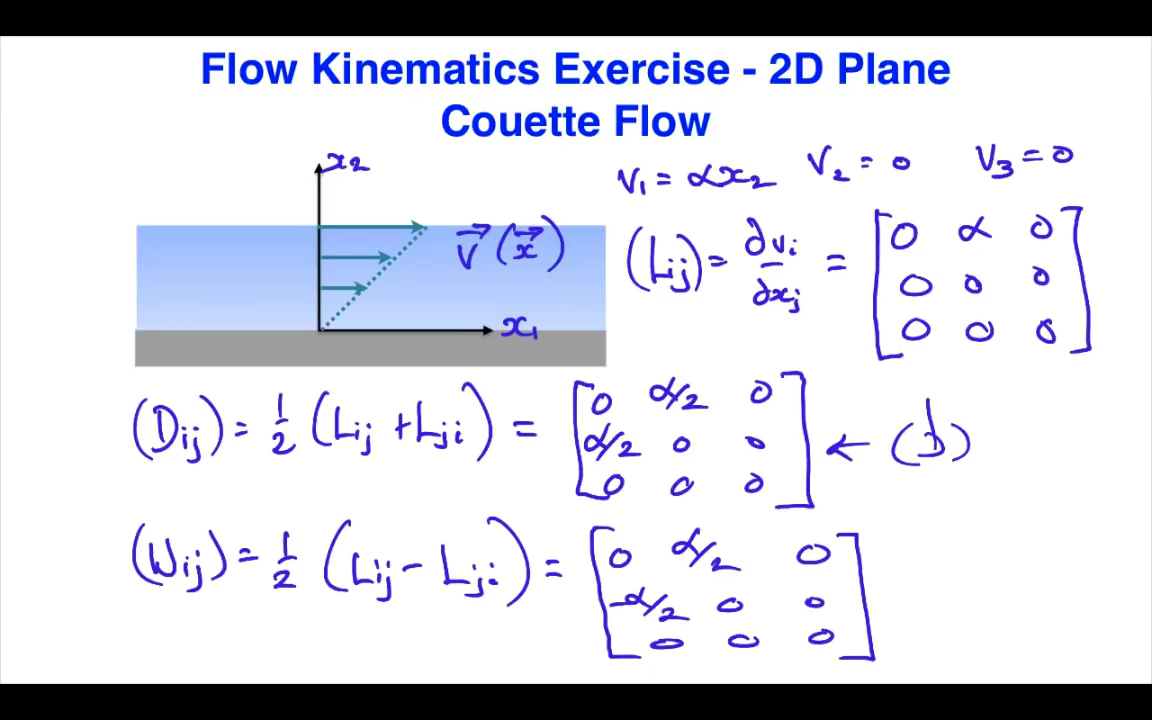 Flow Kinematics Exercise - 2D Plane
Couette Flow
x₂
V₁ = αx₂ V₂ = 0 V₃ = 0
V⃗(x⃗)
x₁
(Lij) = ∂vi/∂xj = [0 α 0
0 0 0
0 0 0]
(Dij) = 1/2 (Lij + Lji) = [0 α/2 0
α/2 0 0
0 0 0] ←
(Wij) = 1/2 (Lij - Lji) = [0 α/2 0
-α/2 0 0
0 0 0]